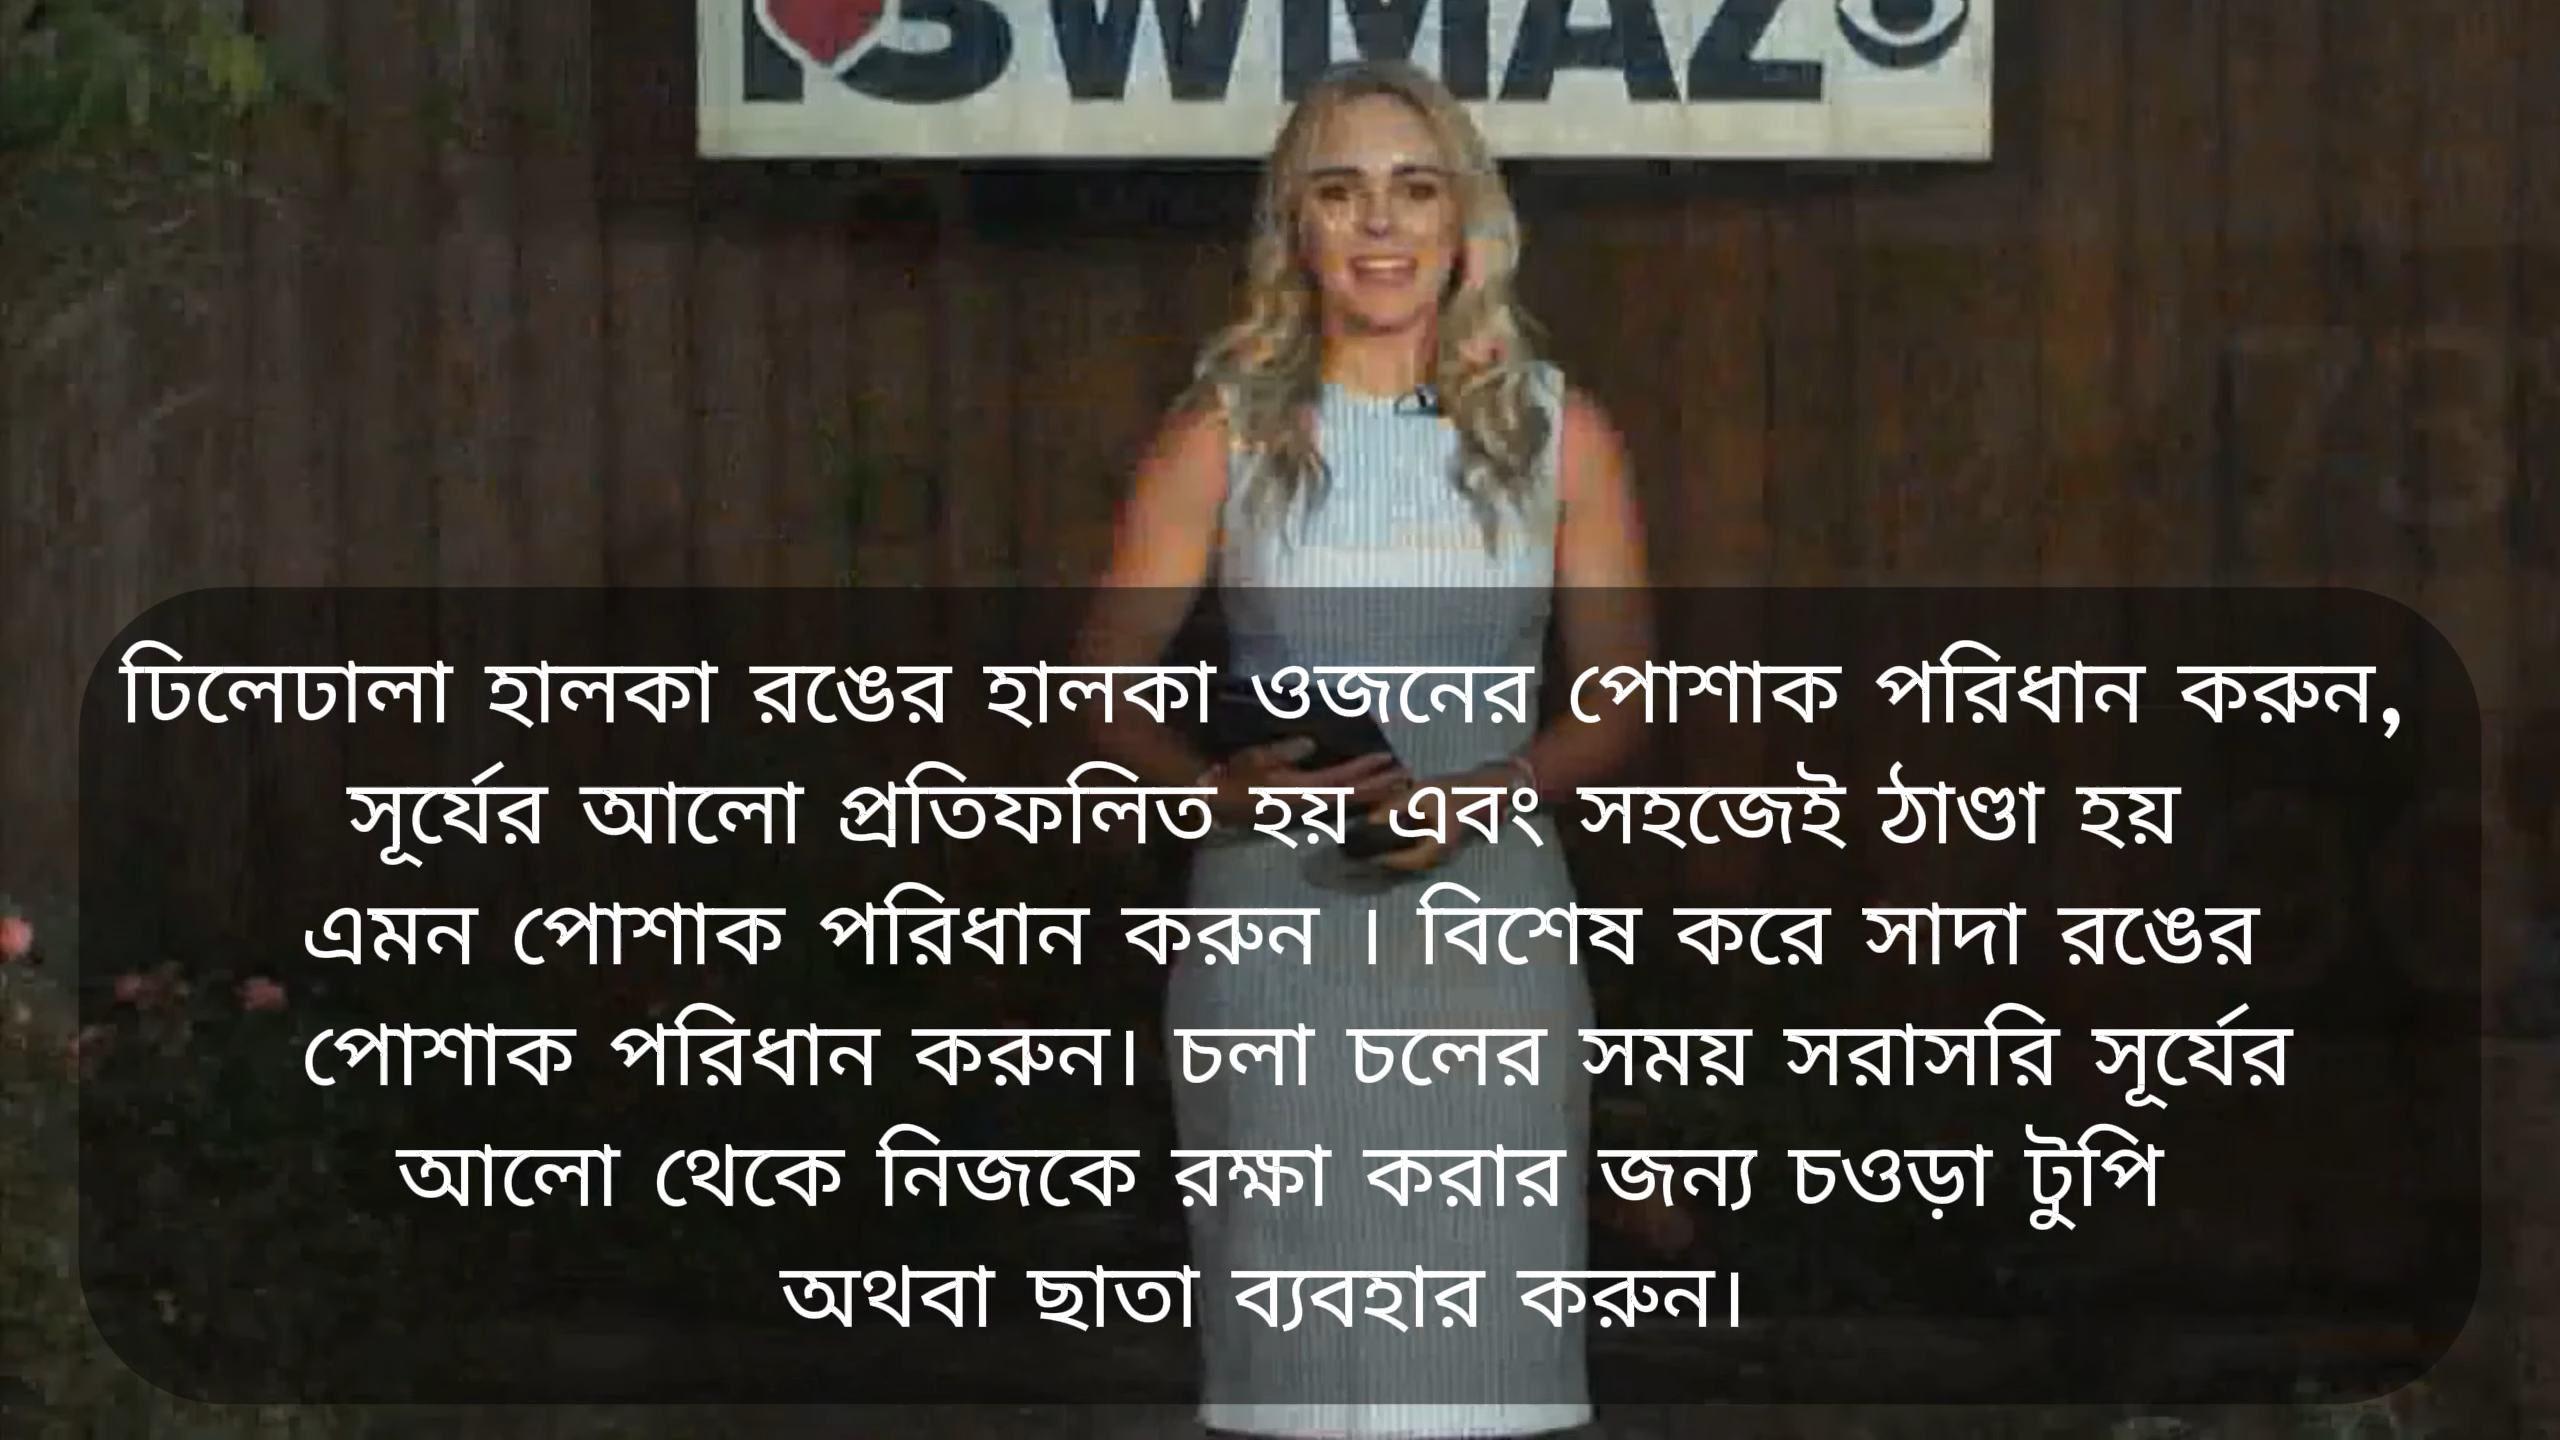 13WMAZ
ঢিলেঢালা হালকা রঙের হালকা ওজনের পোশাক পরিধান করুন,
সূর্যের আলো প্রতিফলিত হয় এবং সহজেই ঠাণ্ডা হয়
এমন পোশাক পরিধান করুন । বিশেষ করে সাদা রঙের
পোশাক পরিধান করুন। চলা চলের সময় সরাসরি সূর্যের
আলো থেকে নিজকে রক্ষা করার জন্য চওড়া টুপি
অথবা ছাতা ব্যবহার করুন।